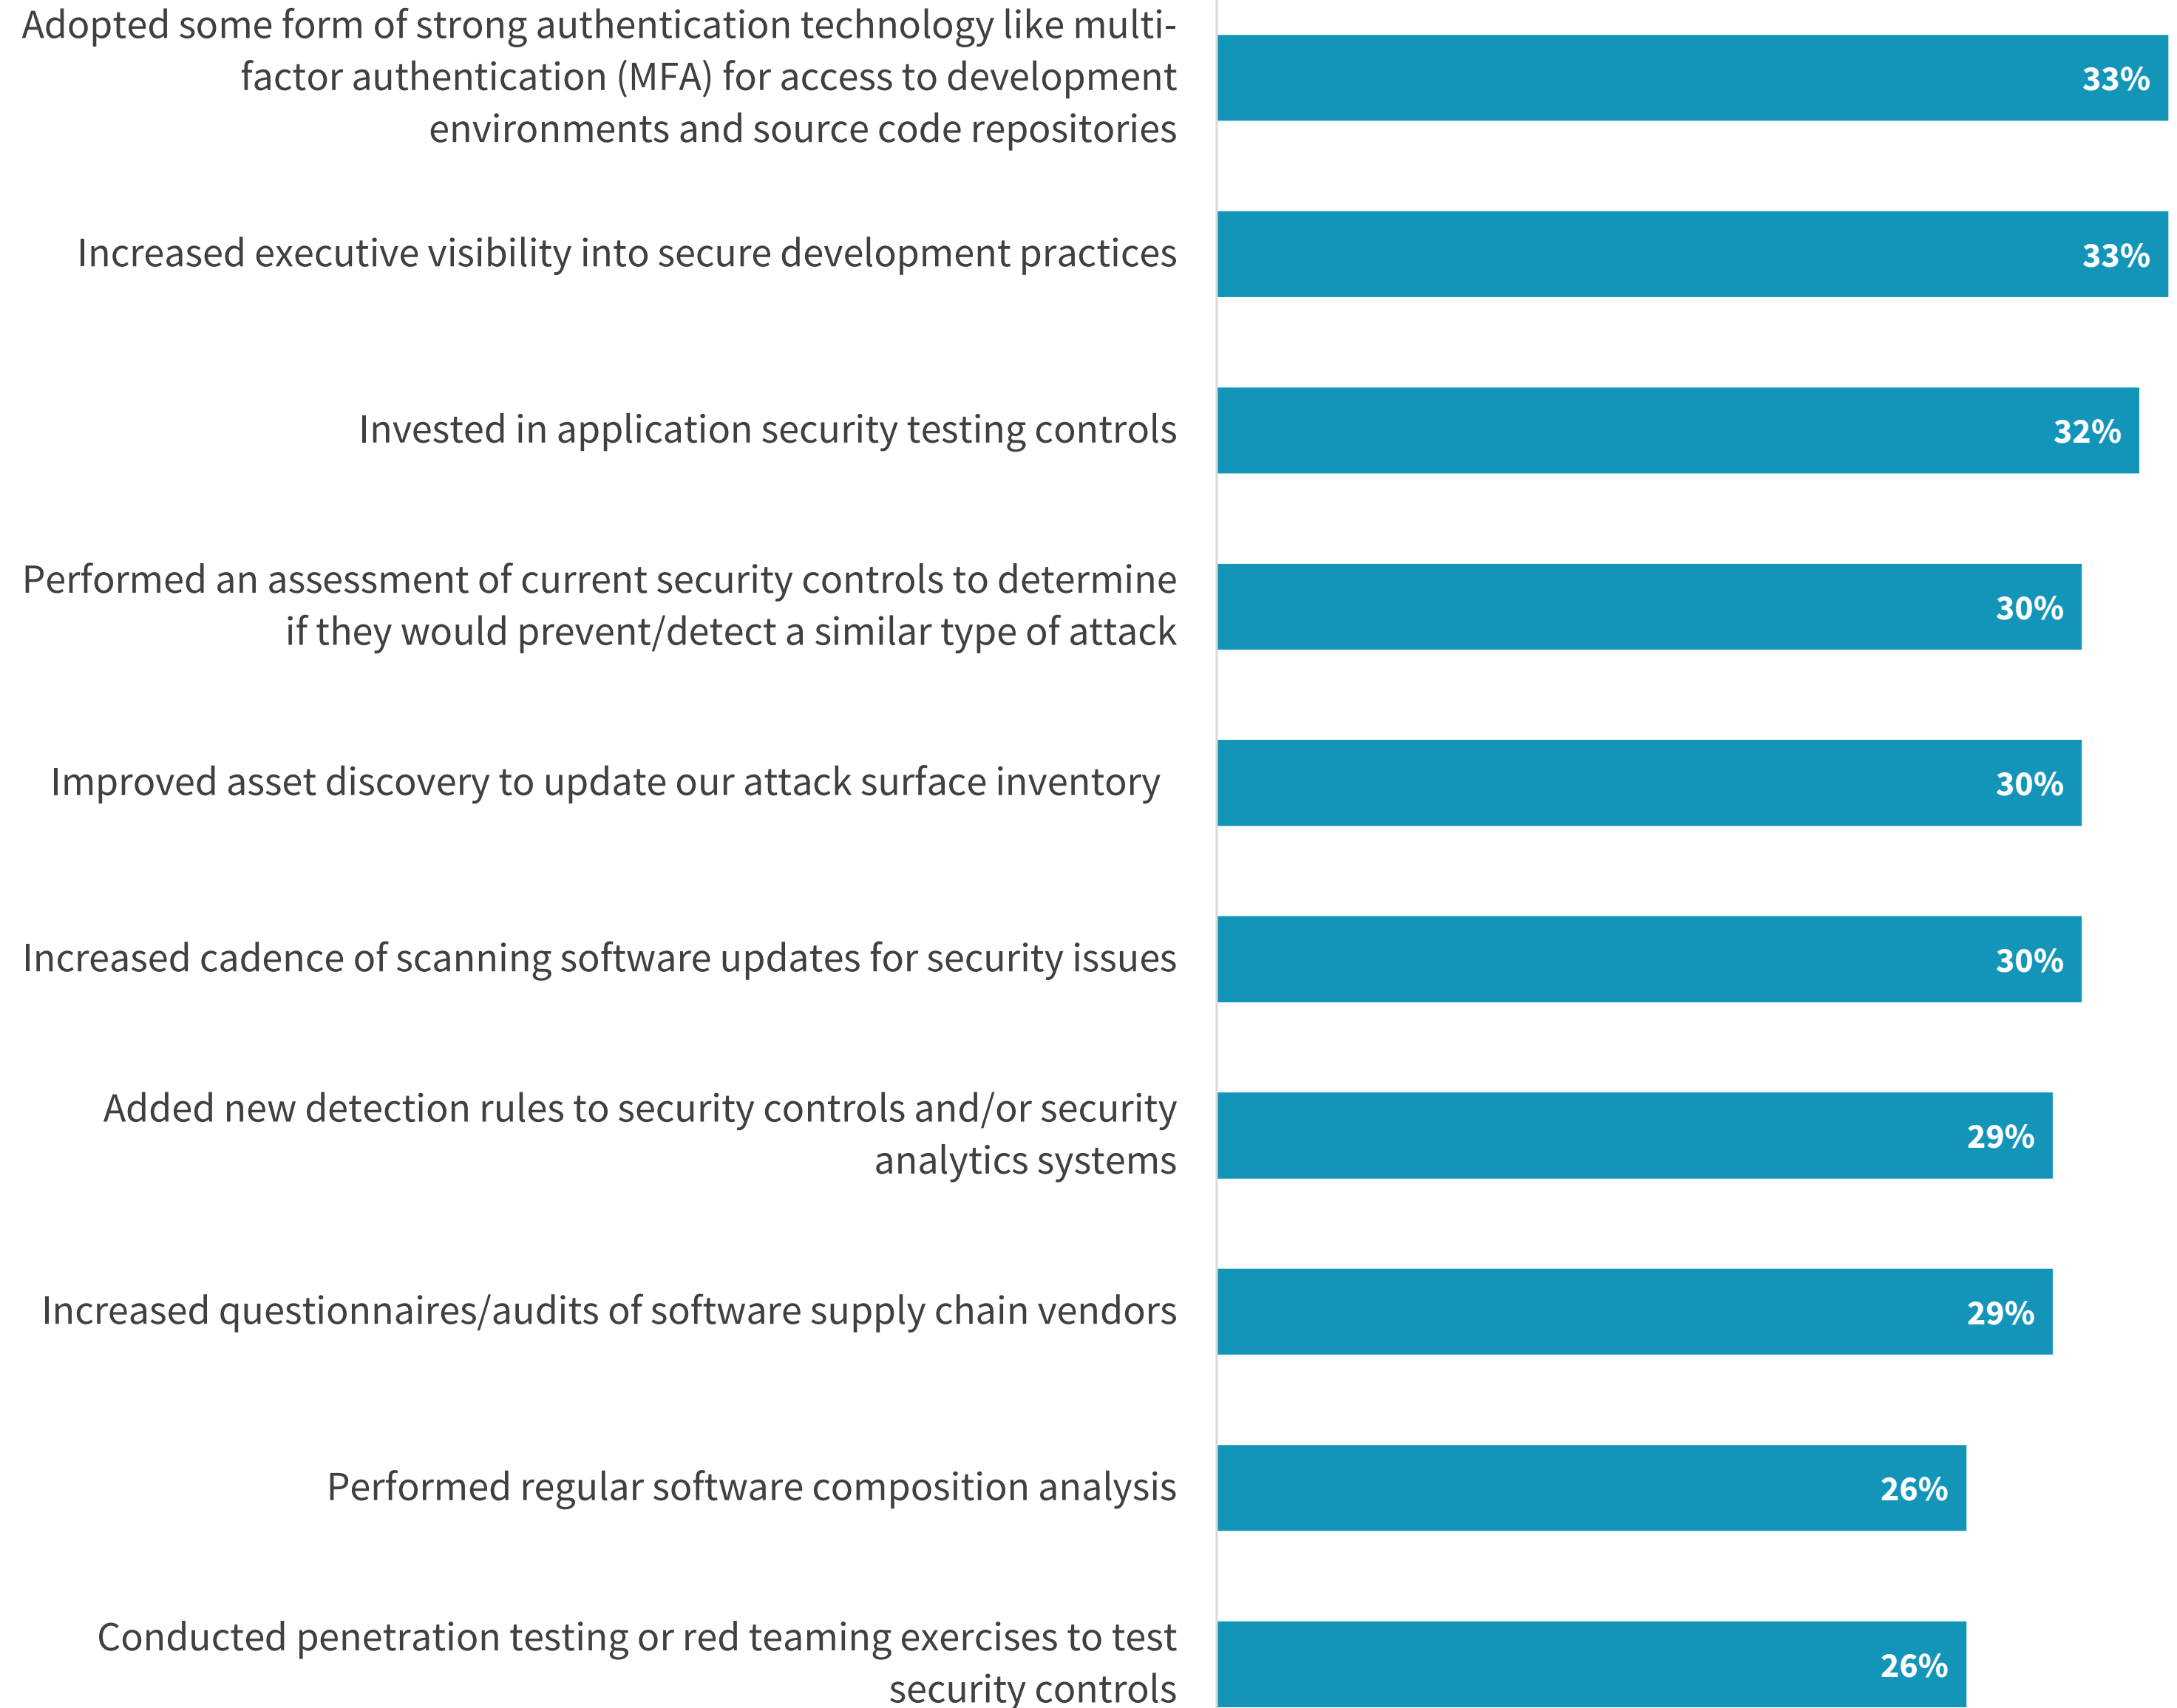 Adopted some form of strong authentication technology like multi-
factor authentication (MFA) for access to development
environments and source code repositories
33%
Increased executive visibility into secure development practices
33%
Invested in application security testing controls
32%
Performed an assessment of current security controls to determine
if they would prevent/detect a similar type of attack
30%
Improved asset discovery to update our attack surface inventory
30%
Increased cadence of scanning software updates for security issues
30%
Added new detection rules to security controls and/or security
analytics systems
29%
Increased questionnaires/audits of software supply chain vendors
29%
Performed regular software composition analysis
26%
Conducted penetration testing or red teaming exercises to test
security controls
26%